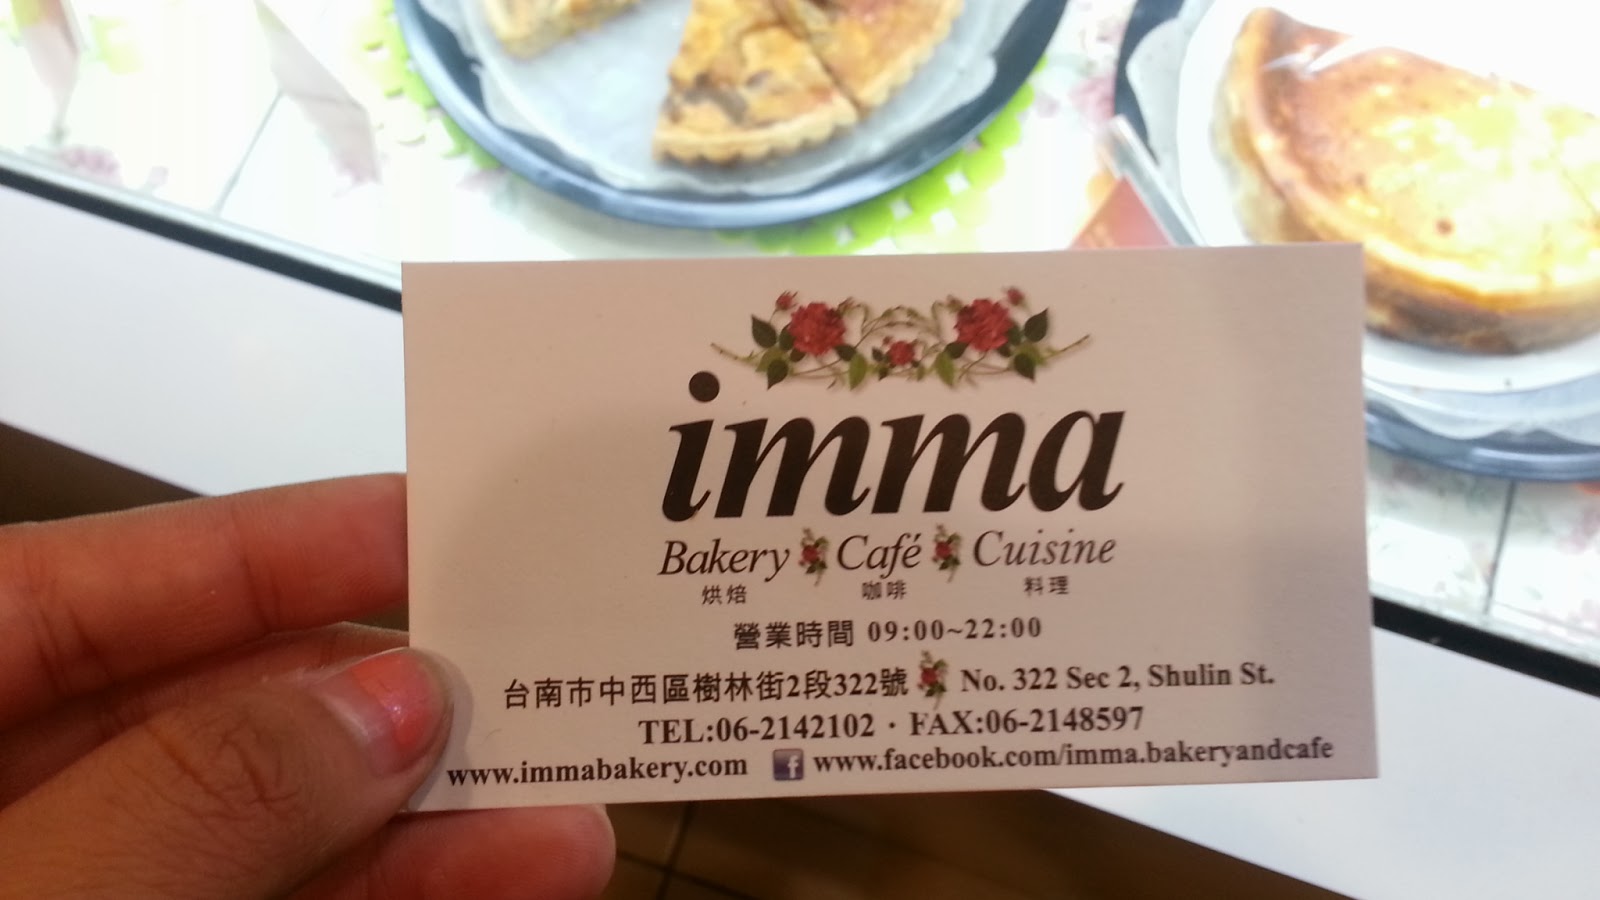 imma
Bakery Café Cuisine
烘焙 咖啡 料理
營業時間 09:00~22:00
台南市中西區樹林街2段322號 No. 322 Sec 2, Shulin St.
TEL:06-2142102 · FAX:06-2148597
www.immabakery.com f www.facebook.com/imma.bakeryandcafe